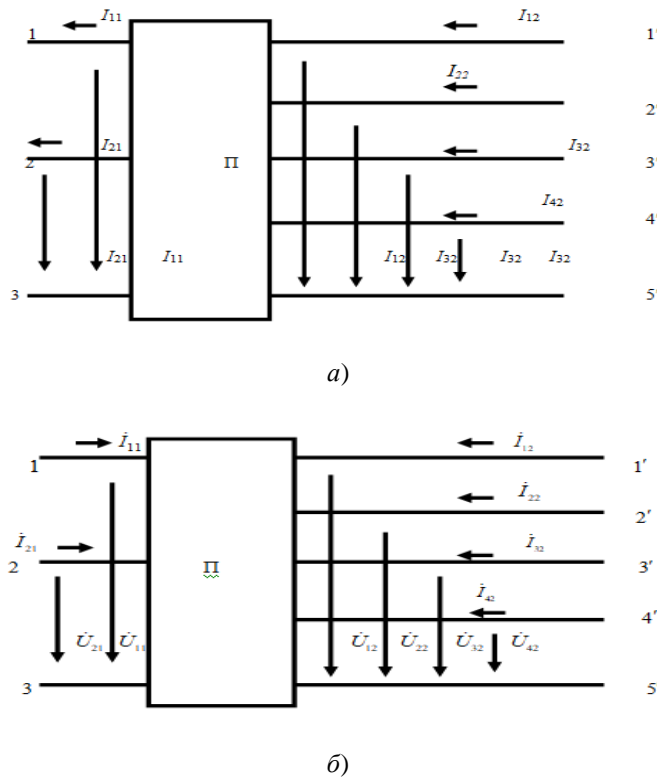 I11 I12
1 1'
I22
2'
2 I21 П I32 3'
I42 4'
I21 I11 I12 I32 I32 I32
3 5'
а)
İ11 İ12
1 1'
İ22
2'
İ21 İ32
2 П 3'
İ42
4'
U̇21 U̇11 U̇12 U̇22 U̇32 U̇42
3 5'
б)